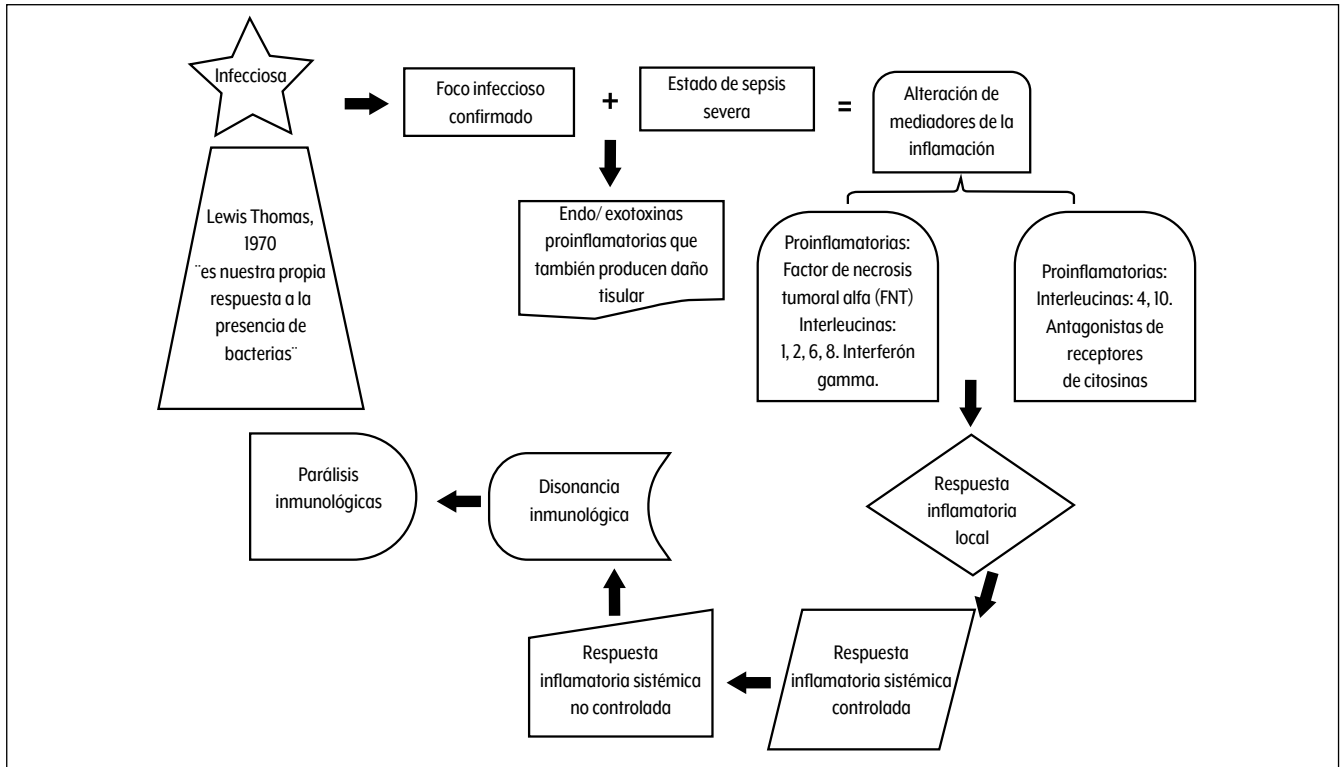 Infecciosa
Foco infeccioso
confirmado
+
Estado de sepsis
severa
=
Alteración de
mediadores de la
inflamación
Lewis Thomas,
1970
¨es nuestra propia
respuesta a la
presencia de
bacterias¨
Endo/ exotoxinas
proinflamatorias que
también producen daño
tisular
Proinflamatorias:
Factor de necrosis
tumoral alfa (FNT)
Interleucinas:
1, 2, 6, 8. Interferón
gamma.
Proinflamatorias:
Interleucinas: 4, 10.
Antagonistas de
receptores
de citosinas
Respuesta
inflamatoria
local
Respuesta
inflamatoria sistémica
controlada
Respuesta
inflamatoria sistémica
no controlada
Disonancia
inmunológica
Parálisis
inmunológicas